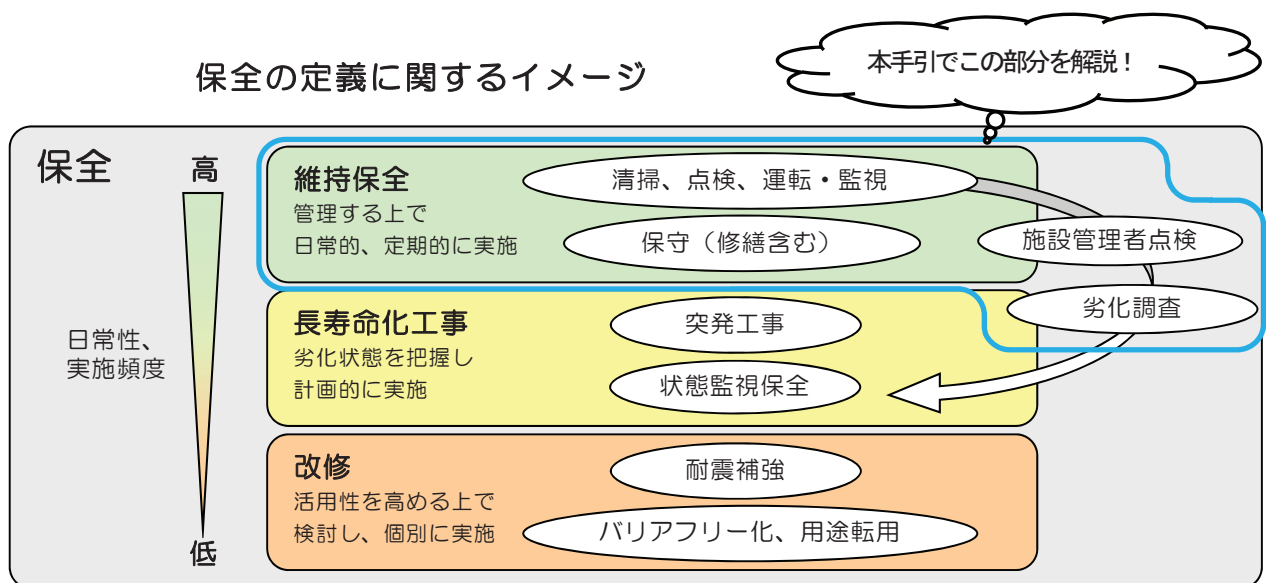 保全の定義に関するイメージ
本手引でこの部分を解説！
保全
高
日常性、
実施頻度
低
維持保全
管理する上で
日常的、定期的に実施
清掃、点検、運転・監視
保守（修繕含む）
施設管理者点検
劣化調査
長寿命化工事
劣化状態を把握し
計画的に実施
突発工事
状態監視保全
改修
活用性を高める上で
検討し、個別に実施
耐震補強
バリアフリー化、用途転用